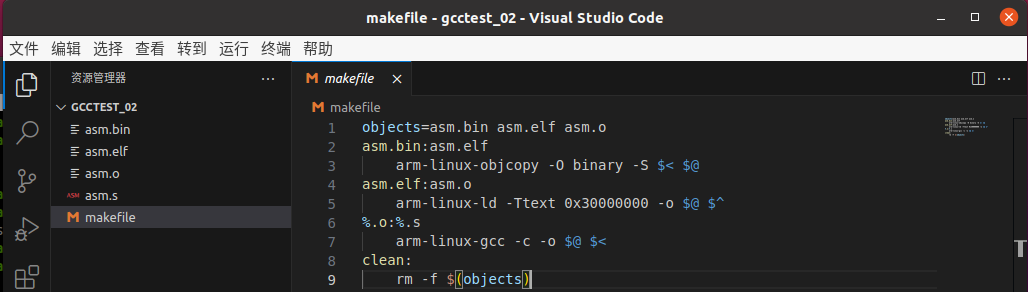 makefile - gcctest_02 - Visual Studio Code
文件 编辑 选择 查看 转到 运行 终端 帮助
资源管理器 ···
GCCTEST_02
asm.bin
asm.elf
asm.o
ASM asm.s
makefile
makefile
makefile
1 objects=asm.bin asm.elf asm.o
2 asm.bin:asm.elf
3 arm-linux-objcopy -O binary -S $< $@
4 asm.elf:asm.o
5 arm-linux-ld -Ttext 0x30000000 -o $@ $^
6 %.o:%.s
7 arm-linux-gcc -c -o $@ $<
8 clean:
9 rm -f $(objects)